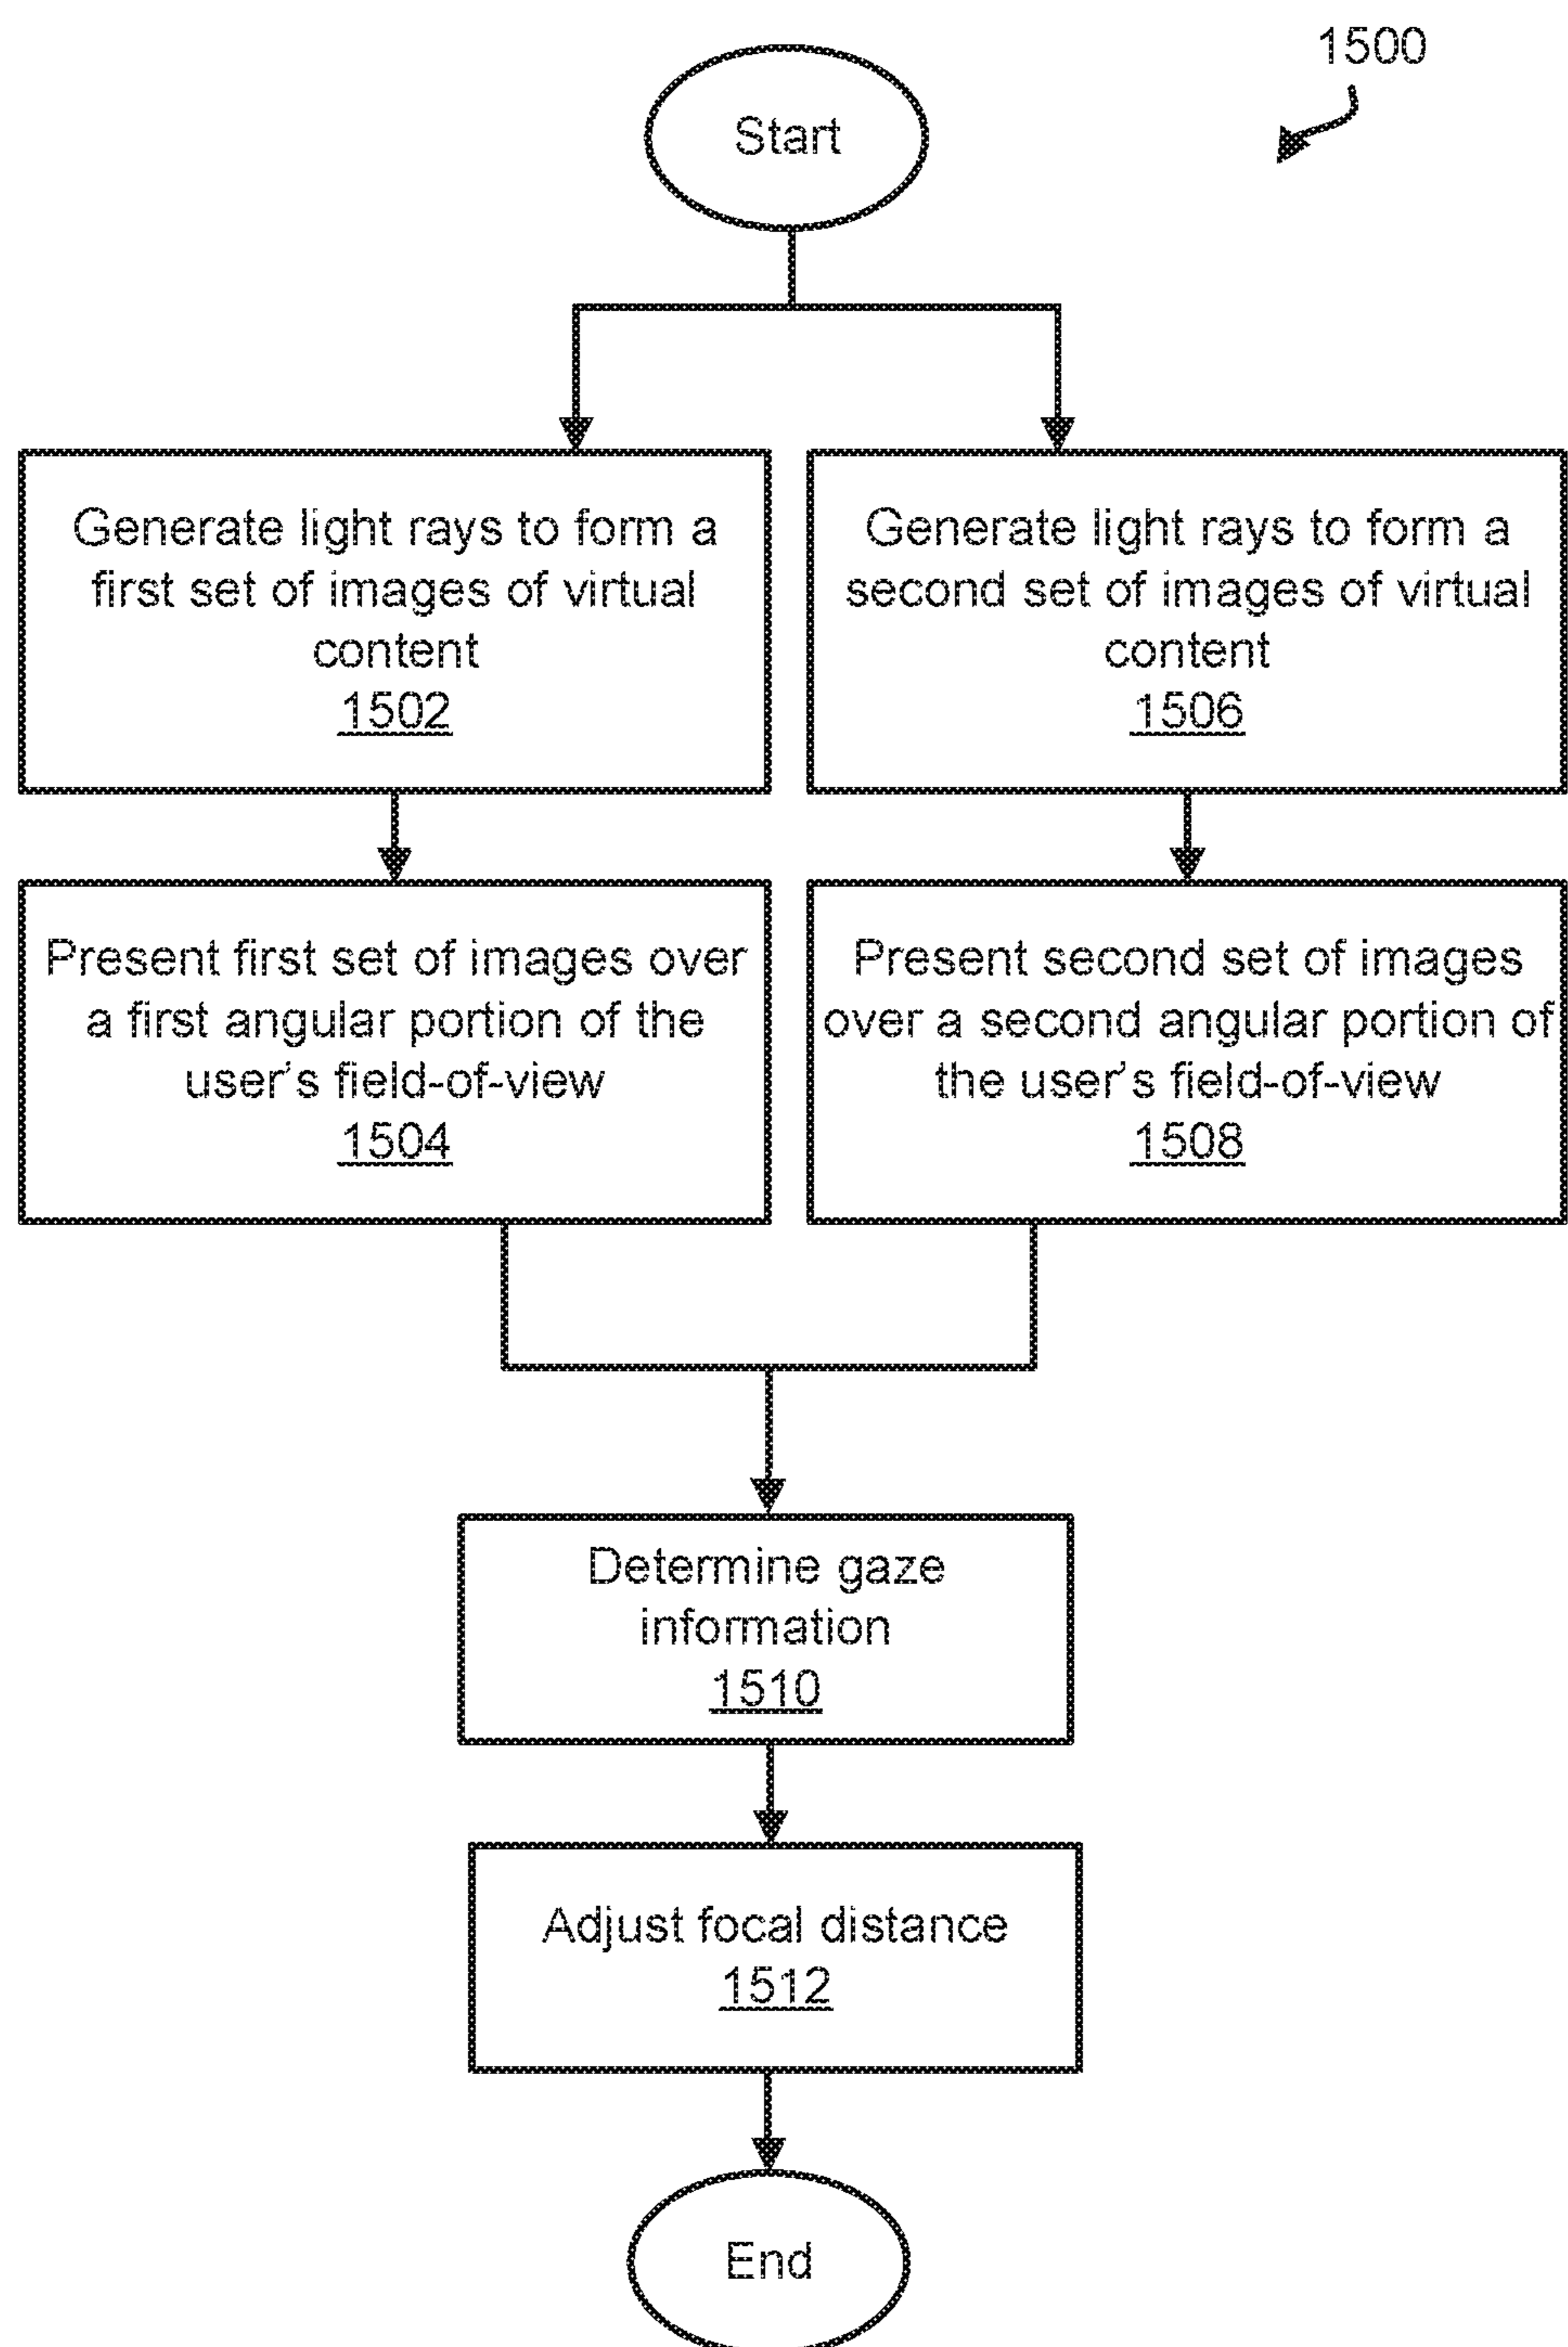 1500
Start
Generate light rays to form a
first set of images of virtual
content
1502
Generate light rays to form a
second set of images of virtual
content
1506
Present first set of images over
a first angular portion of the
user's field-of-view
1504
Present second set of images
over a second angular portion of
the user's field-of-view
1508
Determine gaze
information
1510
Adjust focal distance
1512
End